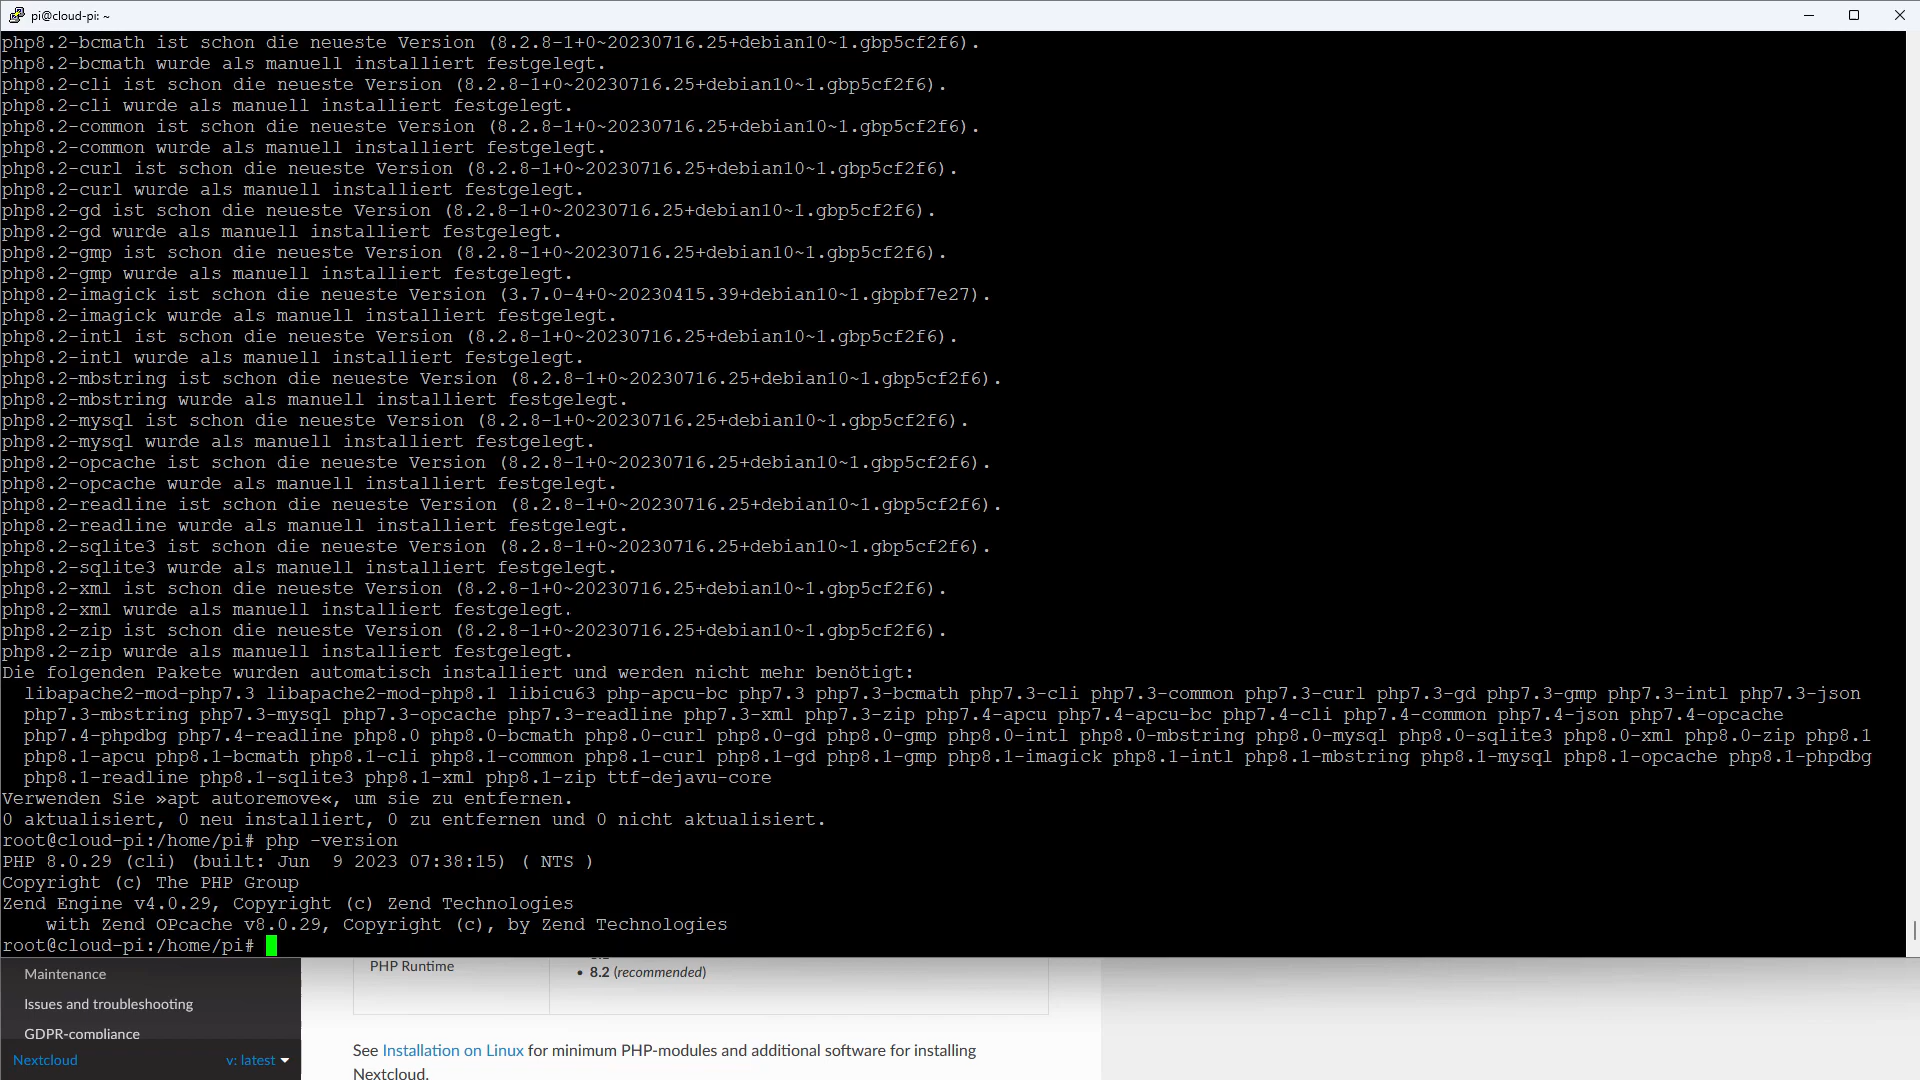 pi@cloud-pi: ~
php8.2-bcmath ist schon die neueste Version (8.2.8-1+0~20230716.25+debian10~1.gbp5cf2f6).
php8.2-bcmath wurde als manuell installiert festgelegt.
php8.2-cli ist schon die neueste Version (8.2.8-1+0~20230716.25+debian10~1.gbp5cf2f6).
php8.2-cli wurde als manuell installiert festgelegt.
php8.2-common ist schon die neueste Version (8.2.8-1+0~20230716.25+debian10~1.gbp5cf2f6).
php8.2-common wurde als manuell installiert festgelegt.
php8.2-curl ist schon die neueste Version (8.2.8-1+0~20230716.25+debian10~1.gbp5cf2f6).
php8.2-curl wurde als manuell installiert festgelegt.
php8.2-gd ist schon die neueste Version (8.2.8-1+0~20230716.25+debian10~1.gbp5cf2f6).
php8.2-gd wurde als manuell installiert festgelegt.
php8.2-gmp ist schon die neueste Version (8.2.8-1+0~20230716.25+debian10~1.gbp5cf2f6).
php8.2-gmp wurde als manuell installiert festgelegt.
php8.2-imagick ist schon die neueste Version (3.7.0-4+0~20230415.39+debian10~1.gbpbf7e27).
php8.2-imagick wurde als manuell installiert festgelegt.
php8.2-intl ist schon die neueste Version (8.2.8-1+0~20230716.25+debian10~1.gbp5cf2f6).
php8.2-intl wurde als manuell installiert festgelegt.
php8.2-mbstring ist schon die neueste Version (8.2.8-1+0~20230716.25+debian10~1.gbp5cf2f6).
php8.2-mbstring wurde als manuell installiert festgelegt.
php8.2-mysql ist schon die neueste Version (8.2.8-1+0~20230716.25+debian10~1.gbp5cf2f6).
php8.2-mysql wurde als manuell installiert festgelegt.
php8.2-opcache ist schon die neueste Version (8.2.8-1+0~20230716.25+debian10~1.gbp5cf2f6).
php8.2-opcache wurde als manuell installiert festgelegt.
php8.2-readline ist schon die neueste Version (8.2.8-1+0~20230716.25+debian10~1.gbp5cf2f6).
php8.2-readline wurde als manuell installiert festgelegt.
php8.2-sqlite3 ist schon die neueste Version (8.2.8-1+0~20230716.25+debian10~1.gbp5cf2f6).
php8.2-sqlite3 wurde als manuell installiert festgelegt.
php8.2-xml ist schon die neueste Version (8.2.8-1+0~20230716.25+debian10~1.gbp5cf2f6).
php8.2-xml wurde als manuell installiert festgelegt.
php8.2-zip ist schon die neueste Version (8.2.8-1+0~20230716.25+debian10~1.gbp5cf2f6).
php8.2-zip wurde als manuell installiert festgelegt.
Die folgenden Pakete wurden automatisch installiert und werden nicht mehr benötigt:
libapache2-mod-php7.3 libapache2-mod-php8.1 libicu63 php-apcu-bc php7.3 php7.3-bcmath php7.3-cli php7.3-common php7.3-curl php7.3-gd php7.3-gmp php7.3-intl php7.3-json
php7.3-mbstring php7.3-mysql php7.3-opcache php7.3-readline php7.3-xml php7.3-zip php7.4-apcu php7.4-apcu-bc php7.4-cli php7.4-common php7.4-json php7.4-opcache
php7.4-phpdbg php7.4-readline php8.0 php8.0-bcmath php8.0-curl php8.0-gd php8.0-gmp php8.0-intl php8.0-mbstring php8.0-mysql php8.0-sqlite3 php8.0-xml php8.0-zip php8.1
php8.1-apcu php8.1-bcmath php8.1-cli php8.1-common php8.1-curl php8.1-gd php8.1-gmp php8.1-imagick php8.1-intl php8.1-mbstring php8.1-mysql php8.1-opcache php8.1-phpdbg
php8.1-readline php8.1-sqlite3 php8.1-xml php8.1-zip ttf-dejavu-core
Verwenden Sie »apt autoremove«, um sie zu entfernen.
0 aktualisiert, 0 neu installiert, 0 zu entfernen und 0 nicht aktualisiert.
root@cloud-pi:/home/pi# php -version
PHP 8.0.29 (cli) (built: Jun  9 2023 07:38:15) ( NTS )
Copyright (c) The PHP Group
Zend Engine v4.0.29, Copyright (c) Zend Technologies
with Zend OPcache v8.0.29, Copyright (c), by Zend Technologies
root@cloud-pi:/home/pi#
Maintenance
Issues and troubleshooting
GDPR-compliance
Nextcloud v: latest
PHP Runtime
• 8.2 (recommended)
See Installation on Linux for minimum PHP-modules and additional software for installing
Nextcloud.